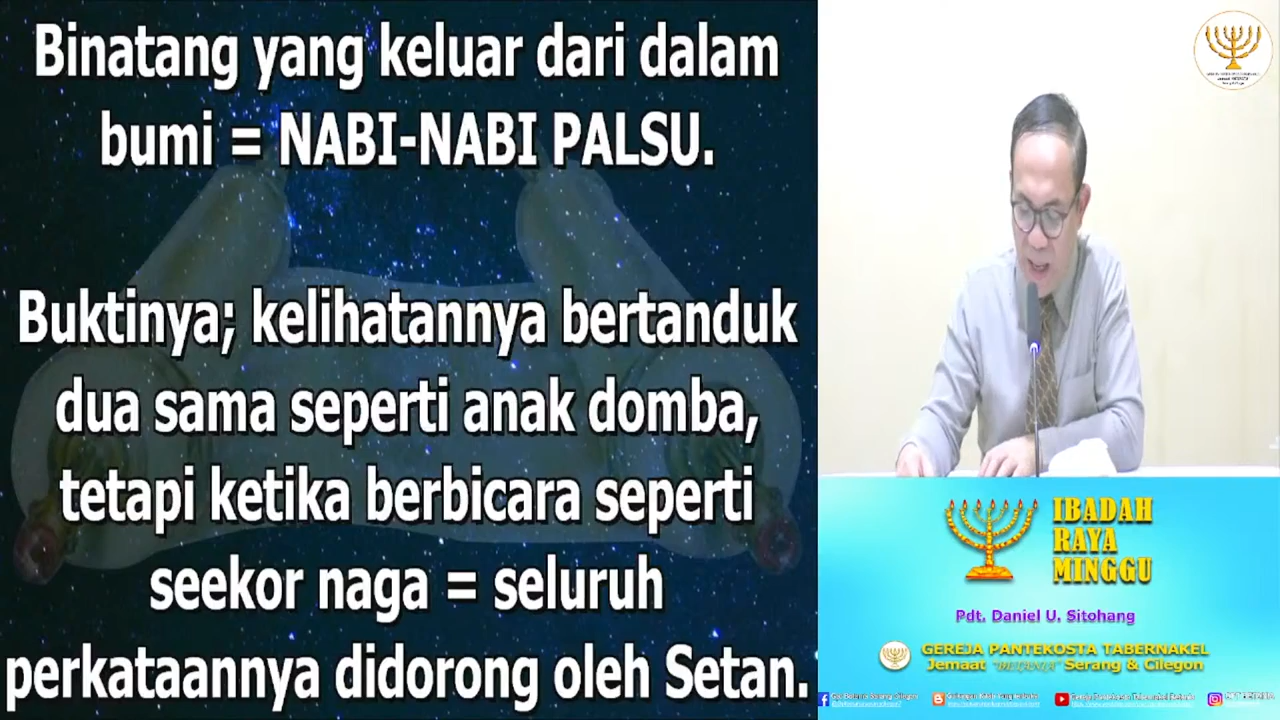 Binatang yang keluar dari dalam
bumi = NABI-NABI PALSU.
Buktinya; kelihatannya bertanduk
dua sama seperti anak domba,
tetapi ketika berbicara seperti
seekor naga = seluruh
perkataannya didorong oleh Setan.
IBADAH
RAYA
MINGGU
Pdt. Daniel U. Sitohang
GEREJA PANTEKOSTA TABERNAKEL
Jemaat "BETANIA" Serang & Cilegon